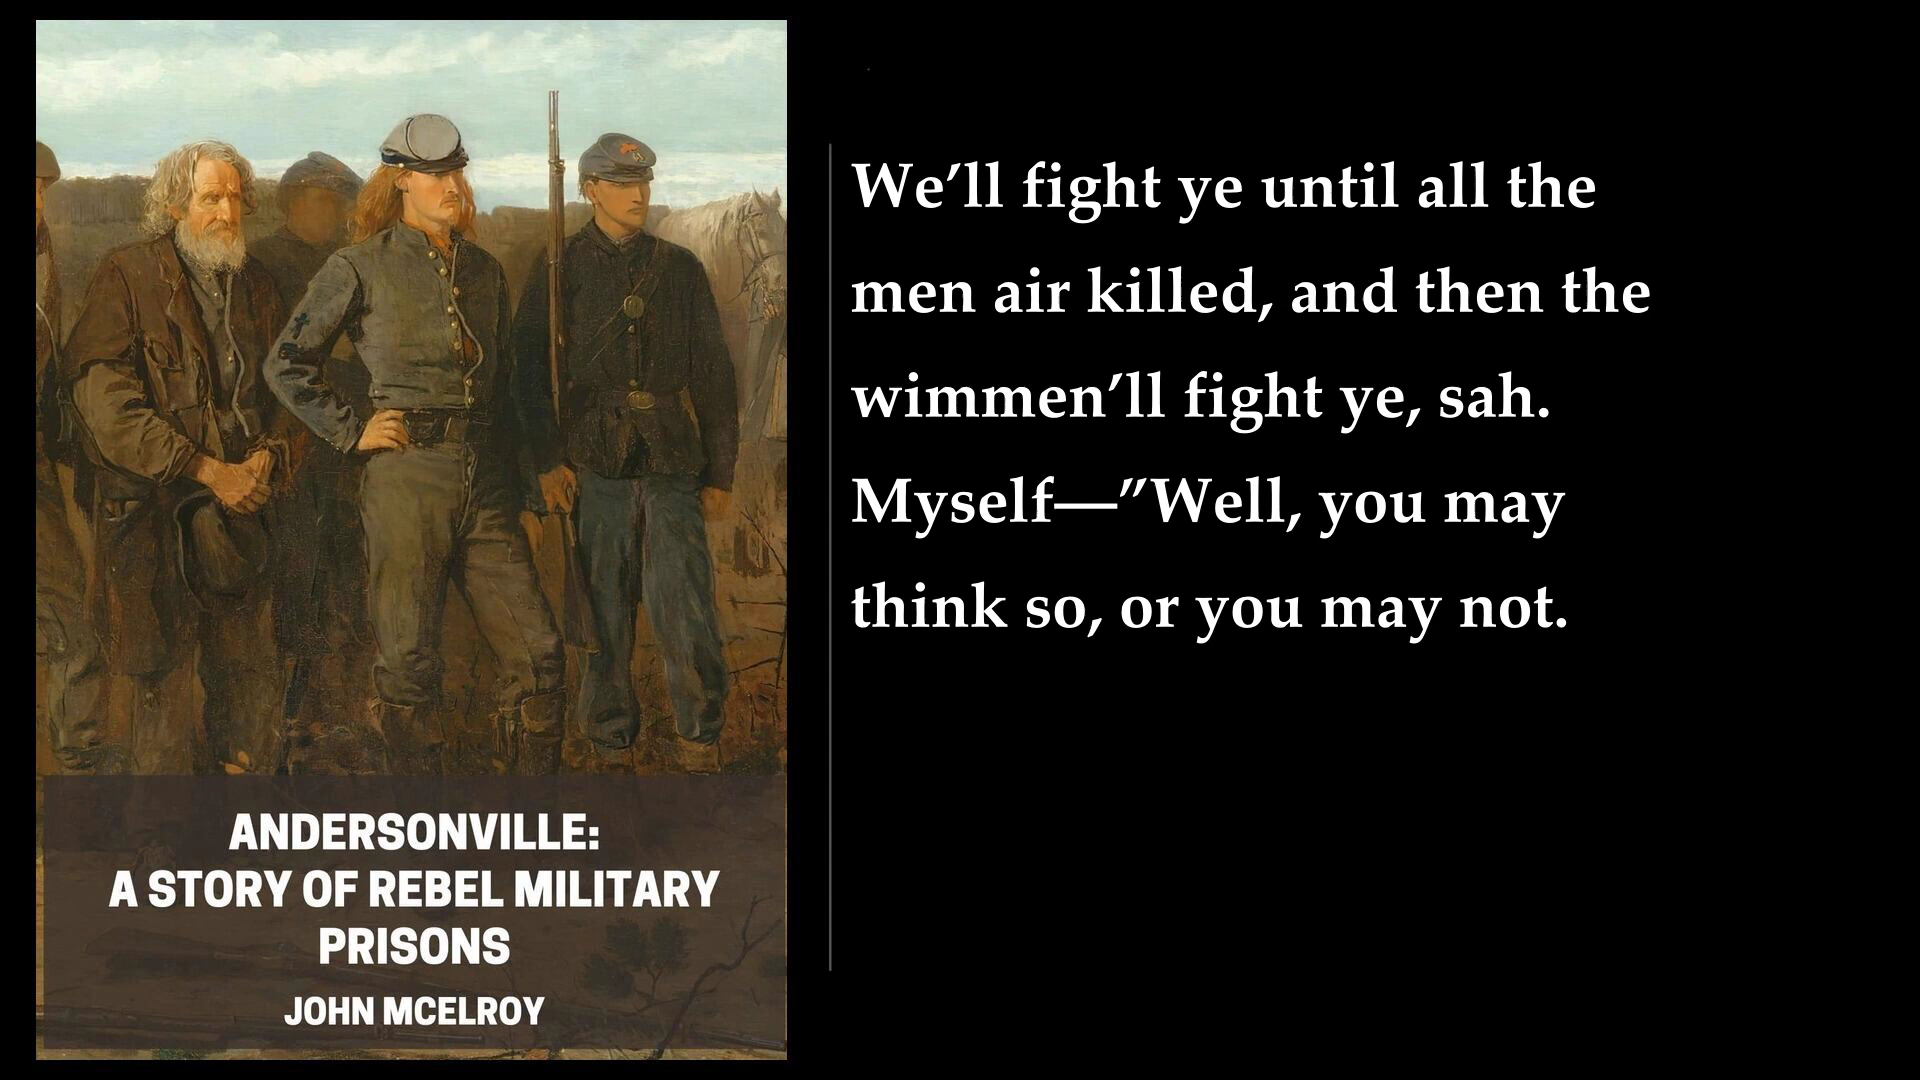 ANDERSONVILLE:
A STORY OF REBEL MILITARY
PRISONS
JOHN MCELROY
We’ll fight ye until all the
men air killed, and then the
wimmen’ll fight ye, sah.
Myself—”Well, you may
think so, or you may not.